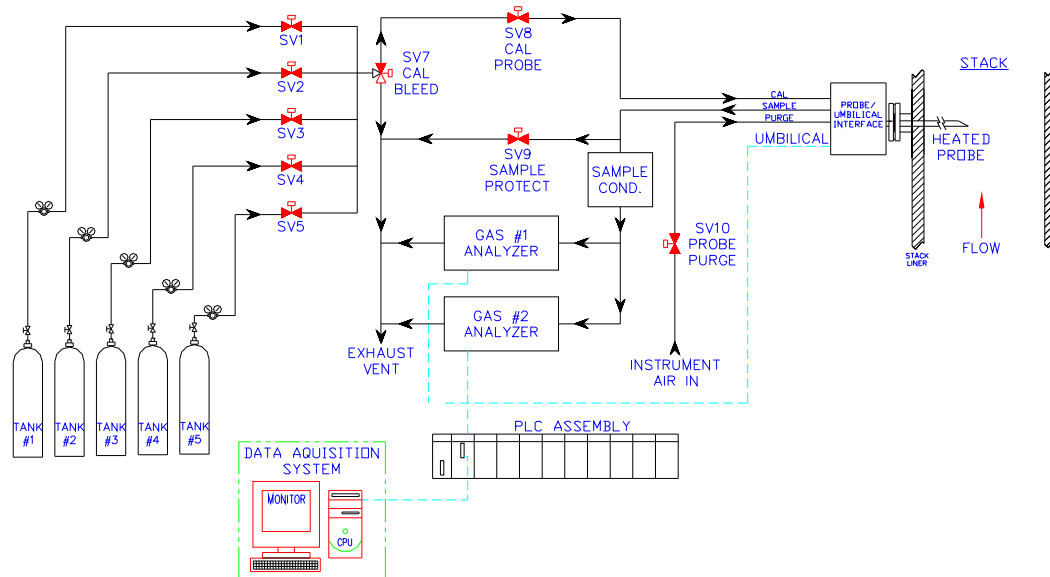 SV1
SV2
SV3
SV4
SV5
SV7
CAL
BLEED
SV8
CAL
PROBE
SV9
SAMPLE
PROTECT
SAMPLE
COND.
GAS #1
ANALYZER
GAS #2
ANALYZER
EXHAUST
VENT
CAL
SAMPLE
PURGE
UMBILICAL
PROBE/
UMBILICAL
INTERFACE
STACK
HEATED
PROBE
FLOW
STACK
LINER
SV10
PROBE
PURGE
INSTRUMENT
AIR IN
TANK
#1
TANK
#2
TANK
#3
TANK
#4
TANK
#5
PLC ASSEMBLY
DATA AQUISITION
SYSTEM
MONITOR
CPU